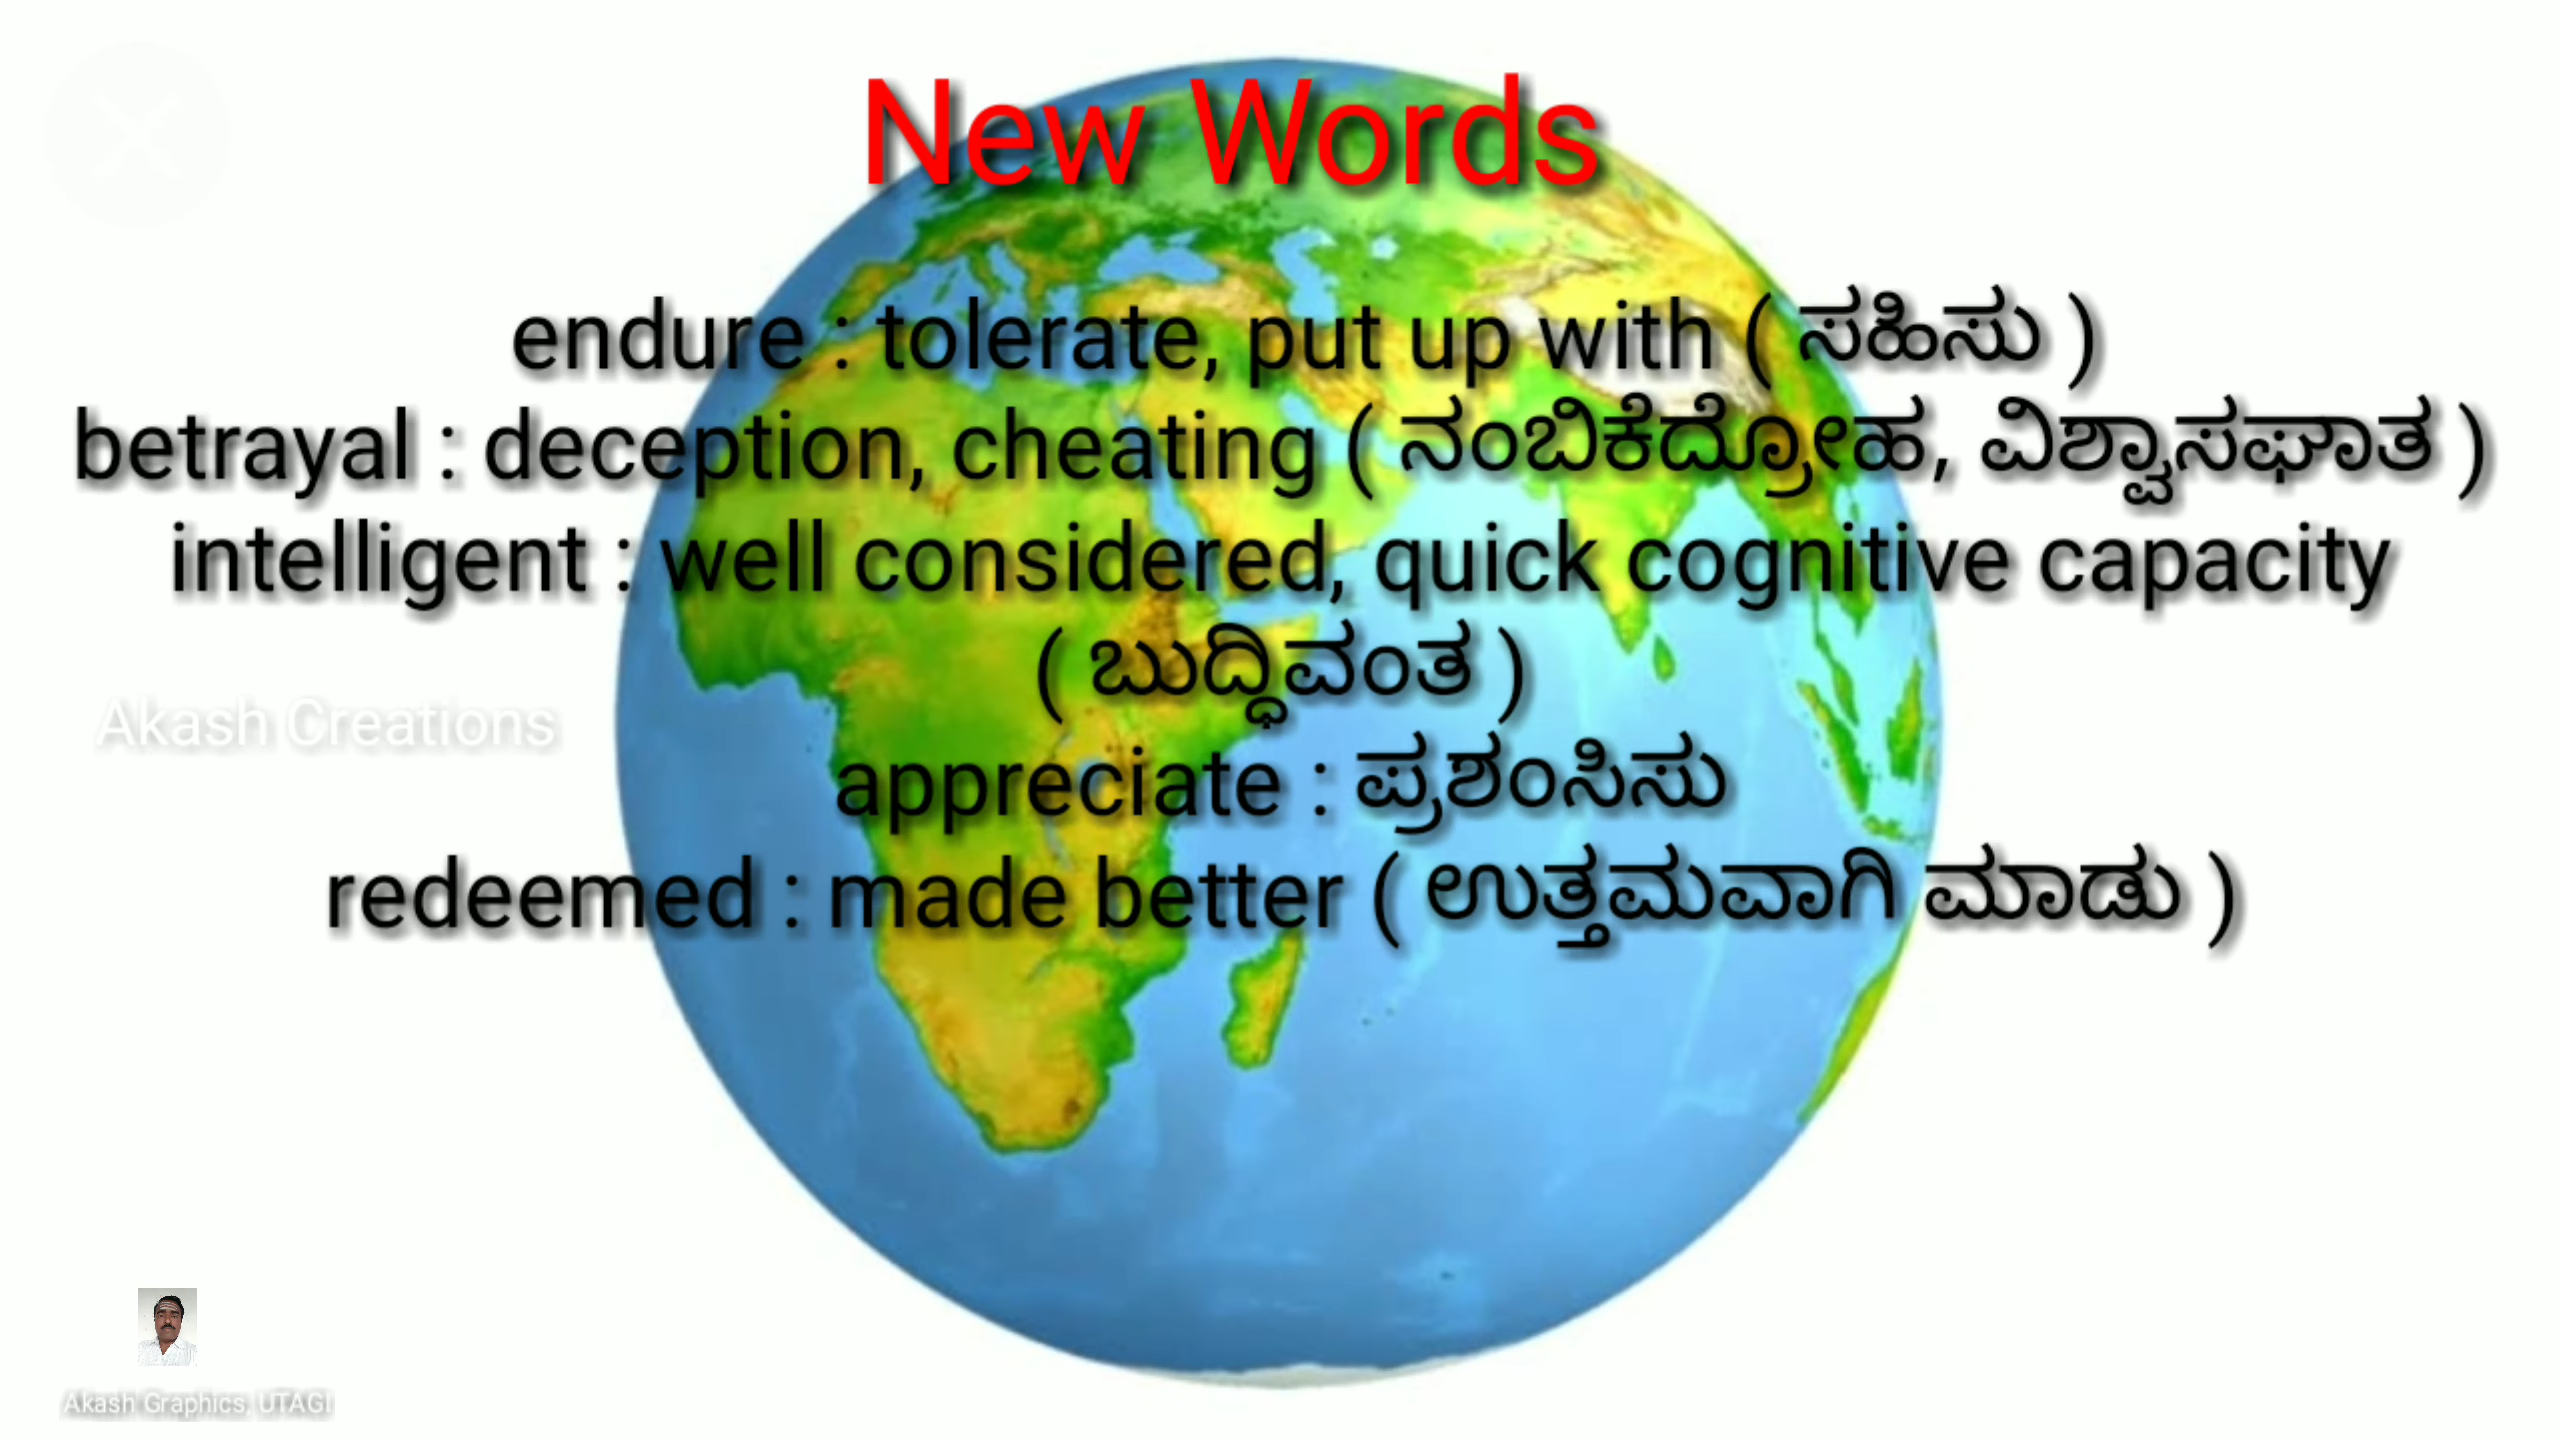 New Words
endure : tolerate, put up with ( ಸಹಿಸು )
betrayal : deception, cheating ( ನಂಬಿಕೆದ್ರೋಹ, ವಿಶ್ವಾಸಘಾತ )
intelligent : well considered, quick cognitive capacity
( ಬುದ್ಧಿವಂತ )
Akash Creations
appreciate : ಪ್ರಶಂಸಿಸು
redeemed : made better ( ಉತ್ತಮವಾಗಿ ಮಾಡು )
Akash Graphics, UTAGI